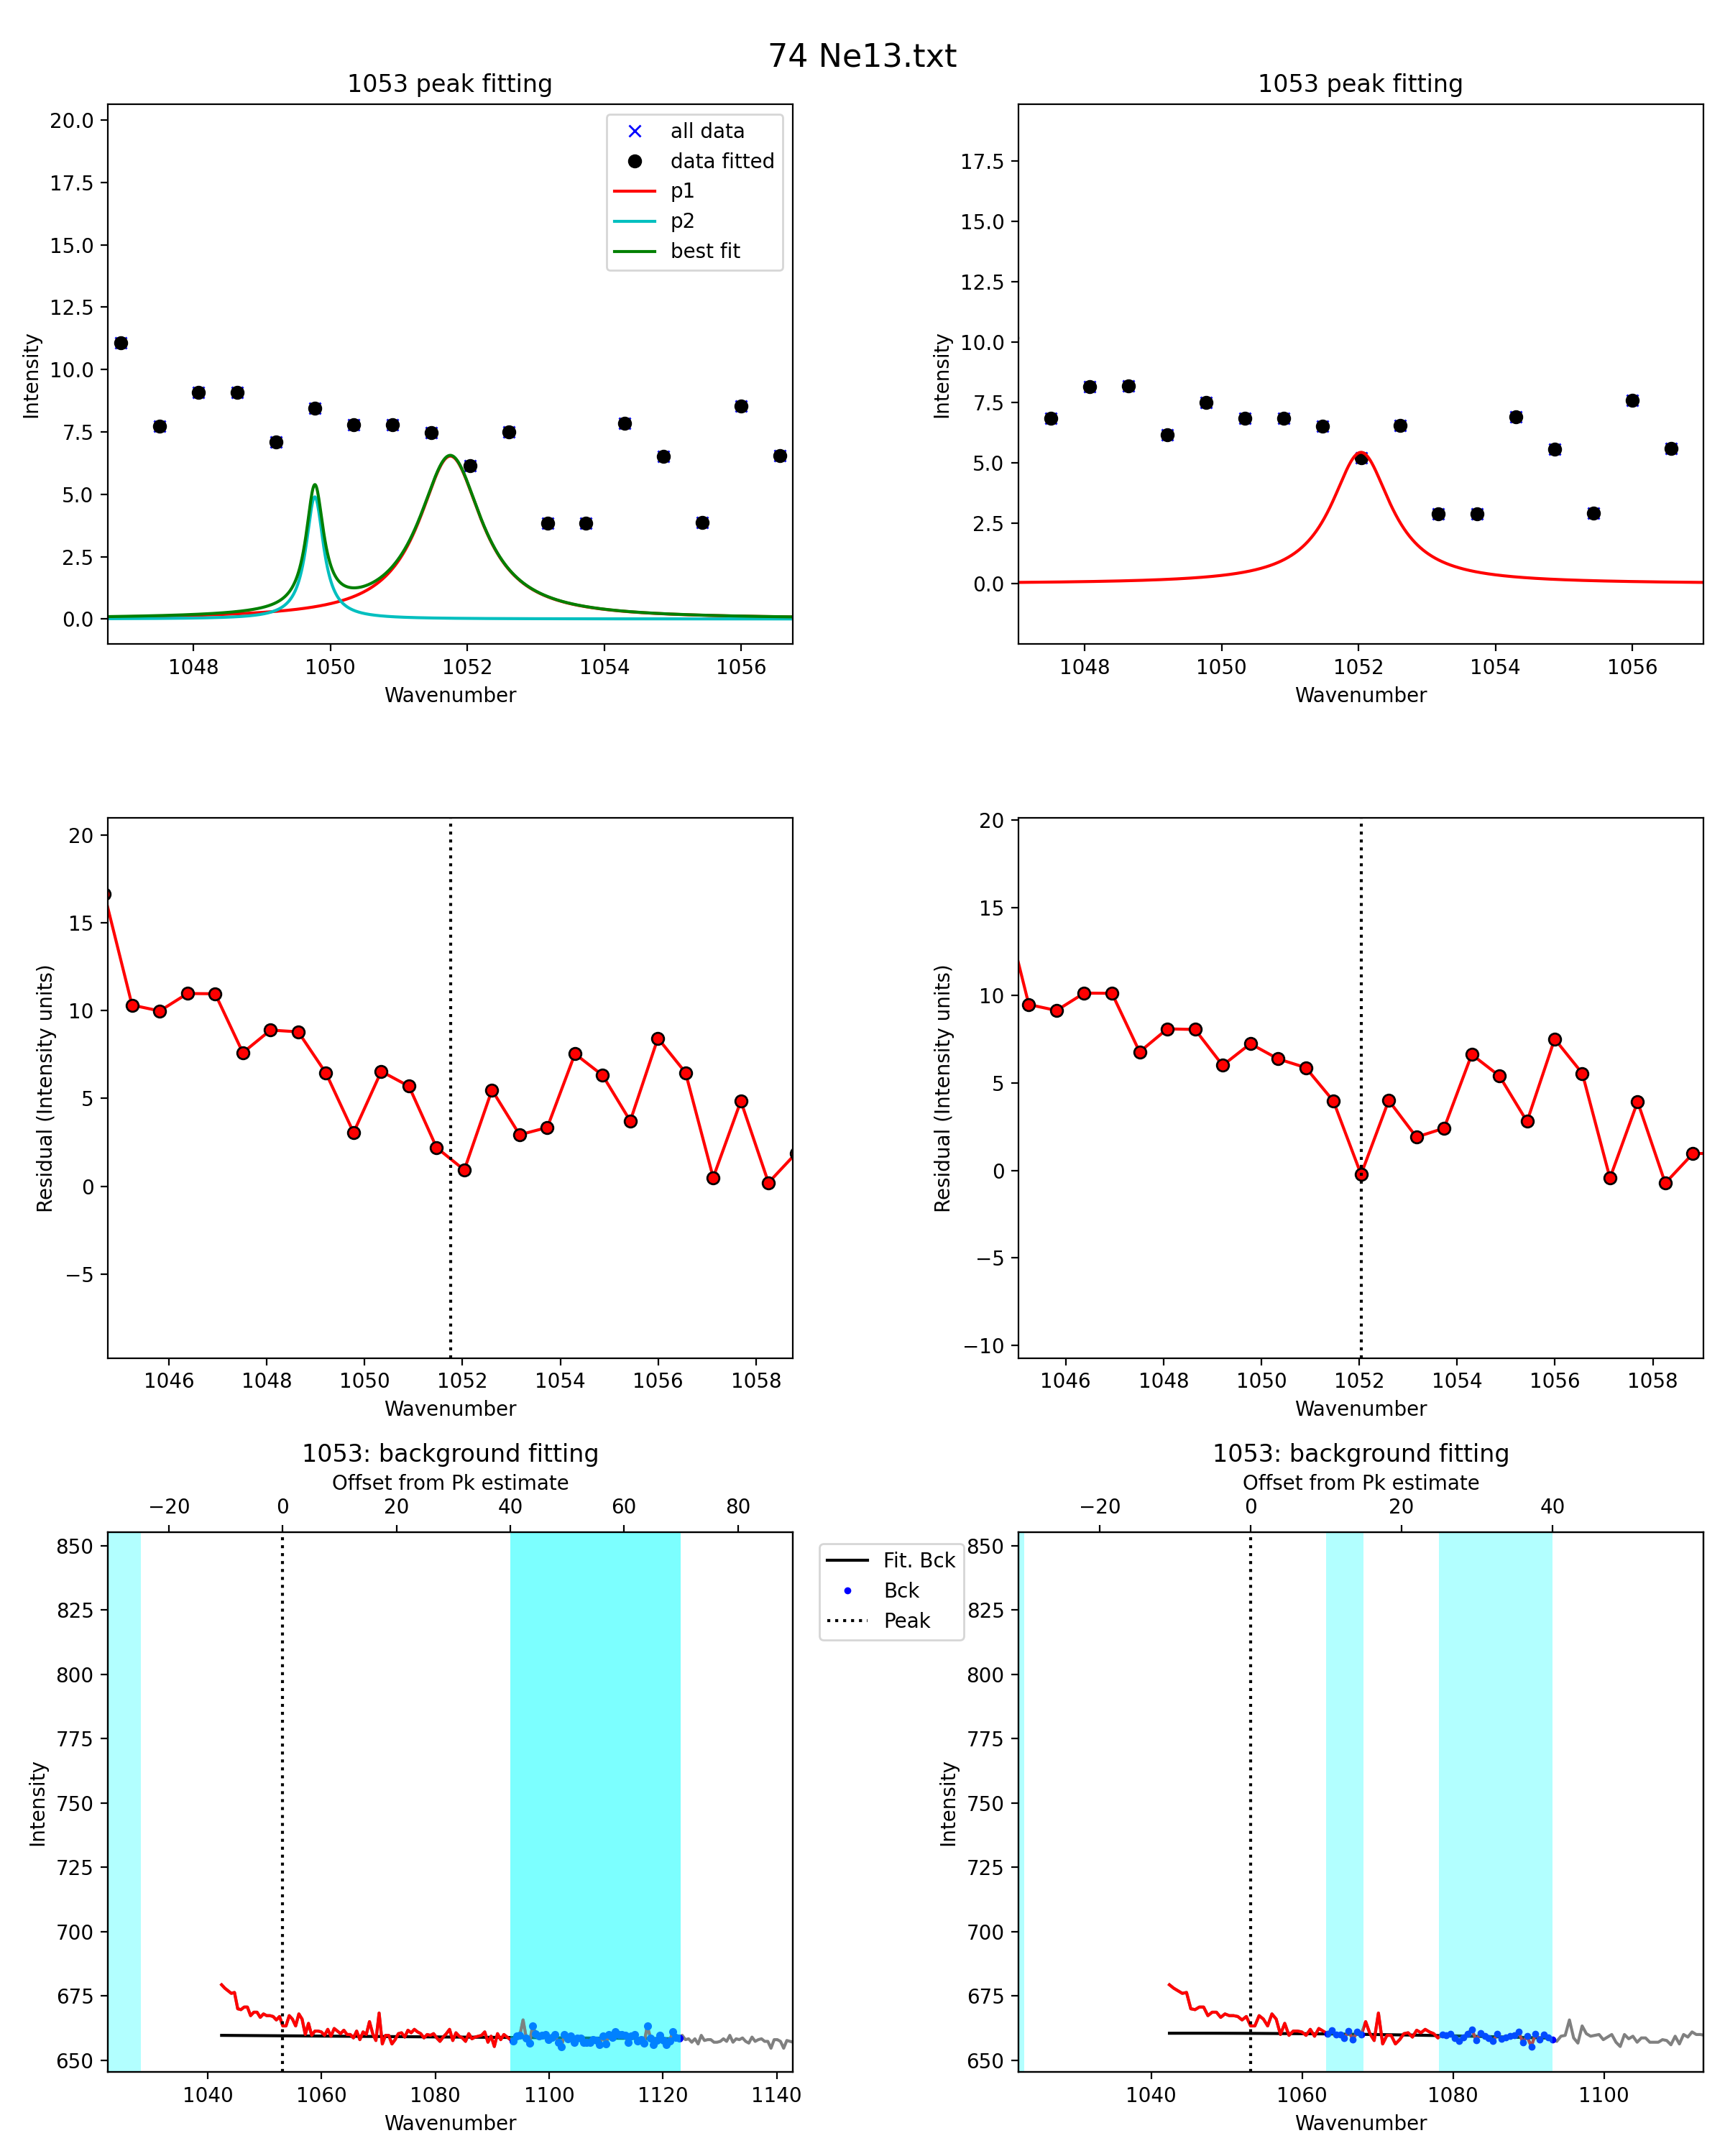 74 Ne13.txt
1053 peak fitting
1053 peak fitting
20.0
17.5
15.0
12.5
10.0
7.5
5.0
2.5
0.0
Intensity
all data
data fitted
p1
p2
best fit
1048 1050 1052 1054 1056
Wavenumber
17.5
15.0
12.5
10.0
7.5
5.0
2.5
0.0
Intensity
1048 1050 1052 1054 1056
Wavenumber
20
15
10
5
0
−5
Residual (Intensity units)
1046 1048 1050 1052 1054 1056 1058
Wavenumber
20
15
10
5
0
−5
−10
Residual (Intensity units)
1046 1048 1050 1052 1054 1056 1058
Wavenumber
1053: background fitting
Offset from Pk estimate
−20 0 20 40 60 80
850
825
800
775
750
725
700
675
650
Intensity
1040 1060 1080 1100 1120 1140
Wavenumber
Fit. Bck
Bck
Peak
1053: background fitting
Offset from Pk estimate
−20 0 20 40
850
825
800
775
750
725
700
675
650
Intensity
1040 1060 1080 1100
Wavenumber